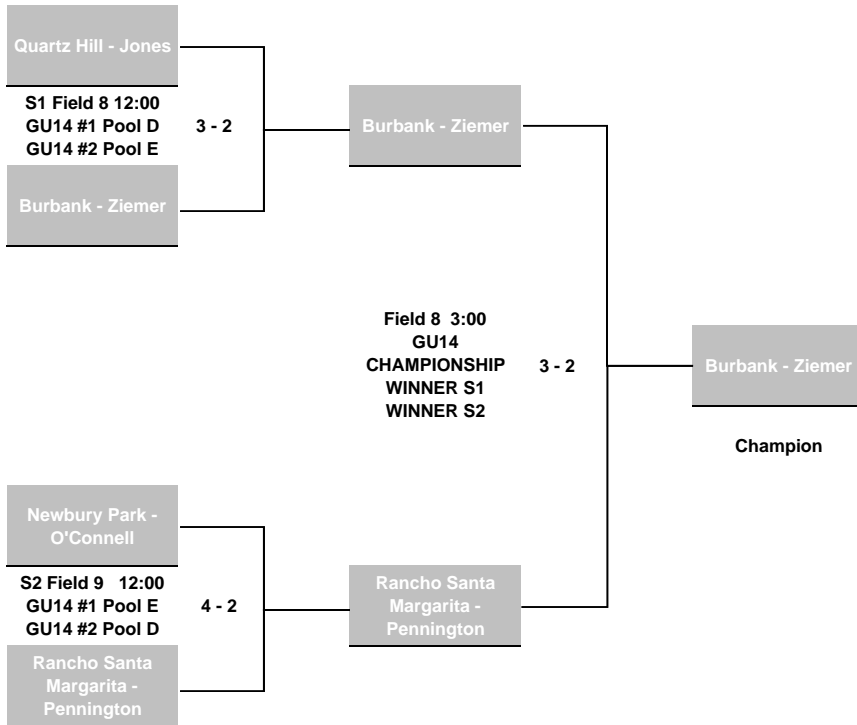 Quartz Hill - Jones
S1 Field 8 12:00
GU14 #1 Pool D
GU14 #2 Pool E
3 - 2
Burbank - Ziemer
Burbank - Ziemer
Field 8 3:00
GU14
CHAMPIONSHIP
WINNER S1
WINNER S2
3 - 2
Burbank - Ziemer
Champion
Newbury Park -
O'Connell
S2 Field 9 12:00
GU14 #1 Pool E
GU14 #2 Pool D
4 - 2
Rancho Santa
Margarita -
Pennington
Rancho Santa
Margarita -
Pennington